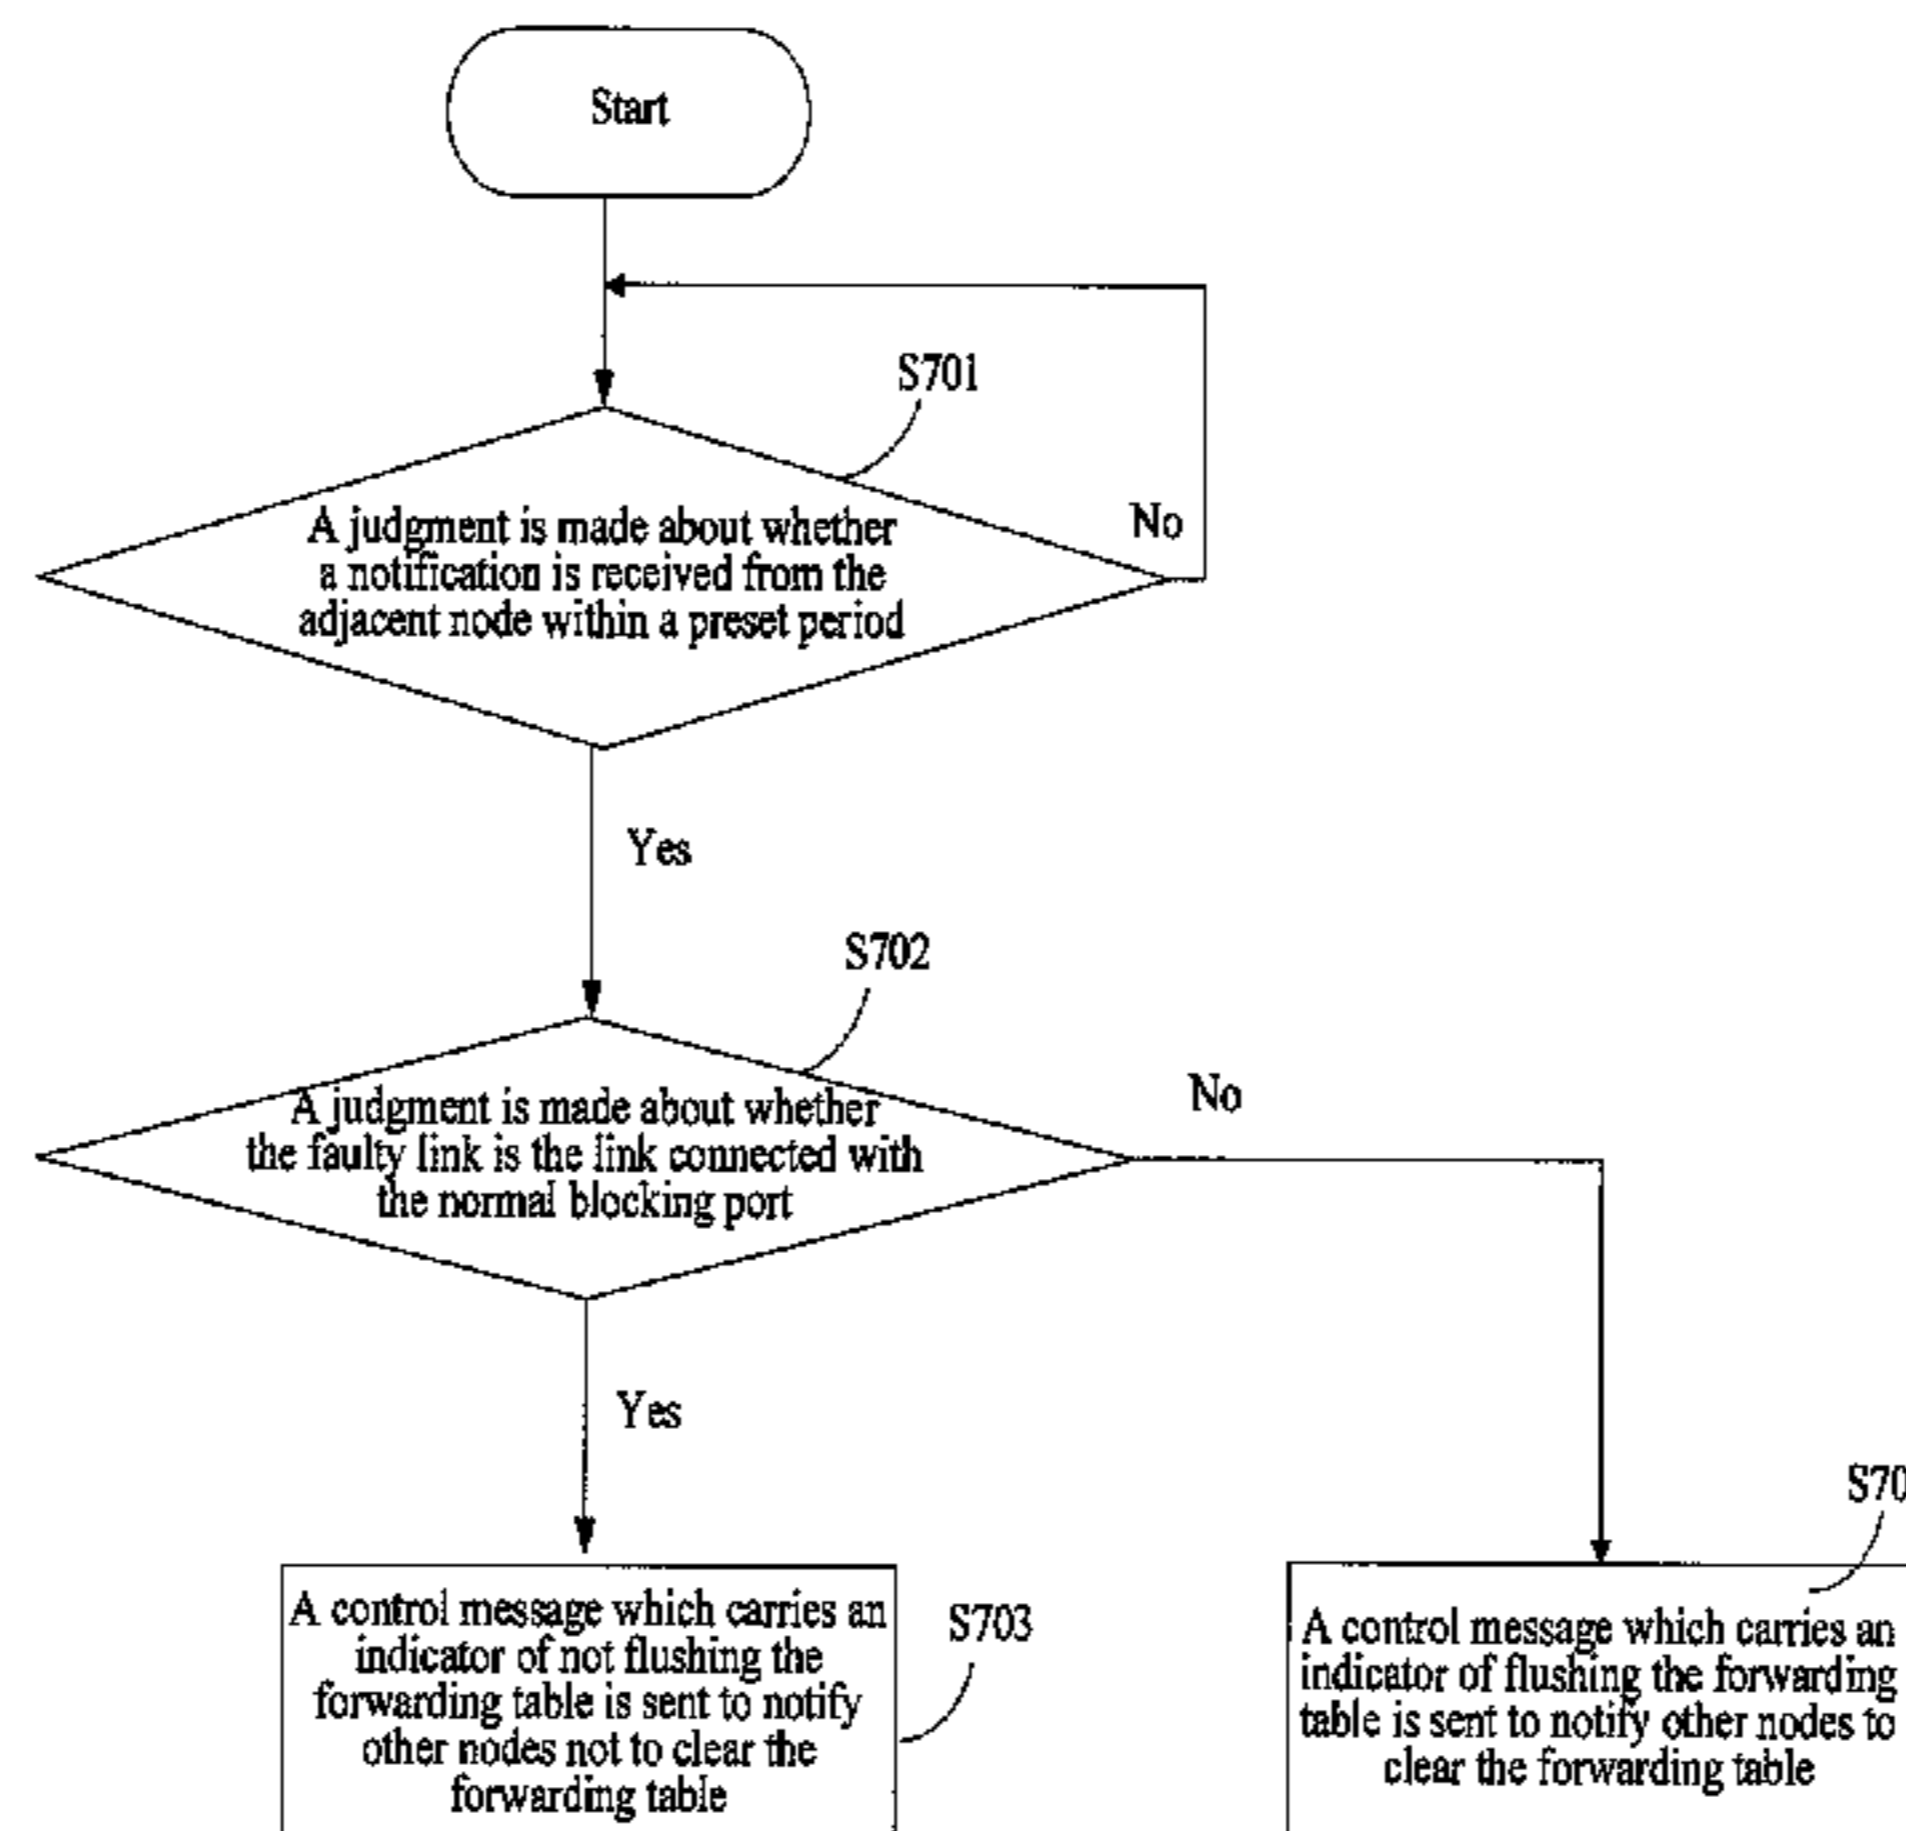 Start
S701
A judgment is made about whether
a notification is received from the
adjacent node within a preset period
No
Yes
S702
A judgment is made about whether
the faulty link is the link connected with
the normal blocking port
No
Yes
S703
A control message which carries an
indicator of not flushing the
forwarding table is sent to notify
other nodes not to clear the
forwarding table
S70
A control message which carries an
indicator of flushing the forwarding
table is sent to notify other nodes to
clear the forwarding table